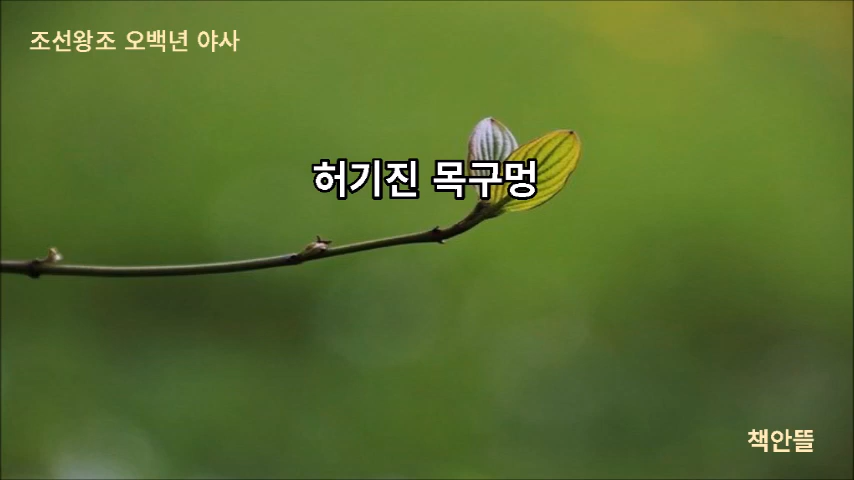 조선왕조 오백년 야사
허기진 목구멍
책안뜰